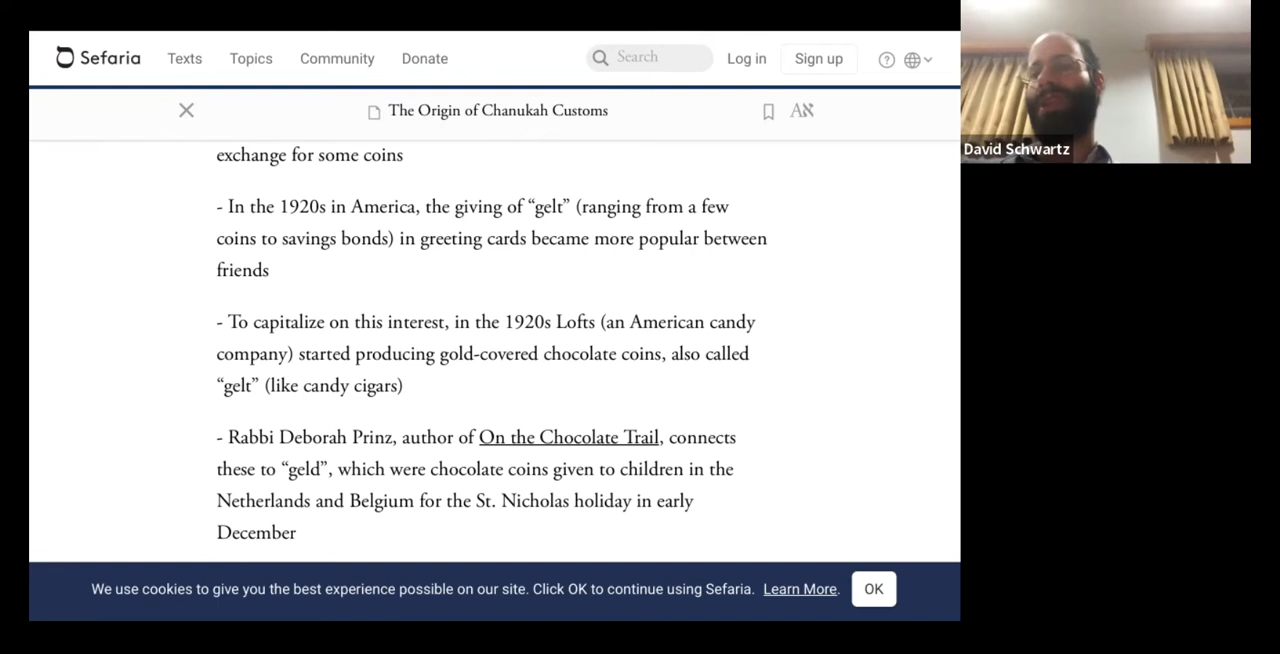 Sefaria
Texts Topics Community Donate
Search
Log in
Sign up
The Origin of Chanukah Customs
Aא
exchange for some coins
- In the 1920s in America, the giving of “gelt” (ranging from a few
coins to savings bonds) in greeting cards became more popular between
friends
- To capitalize on this interest, in the 1920s Lofts (an American candy
company) started producing gold-covered chocolate coins, also called
“gelt” (like candy cigars)
- Rabbi Deborah Prinz, author of On the Chocolate Trail, connects
these to “geld”, which were chocolate coins given to children in the
Netherlands and Belgium for the St. Nicholas holiday in early
December
We use cookies to give you the best experience possible on our site. Click OK to continue using Sefaria. Learn More.
OK
David Schwartz